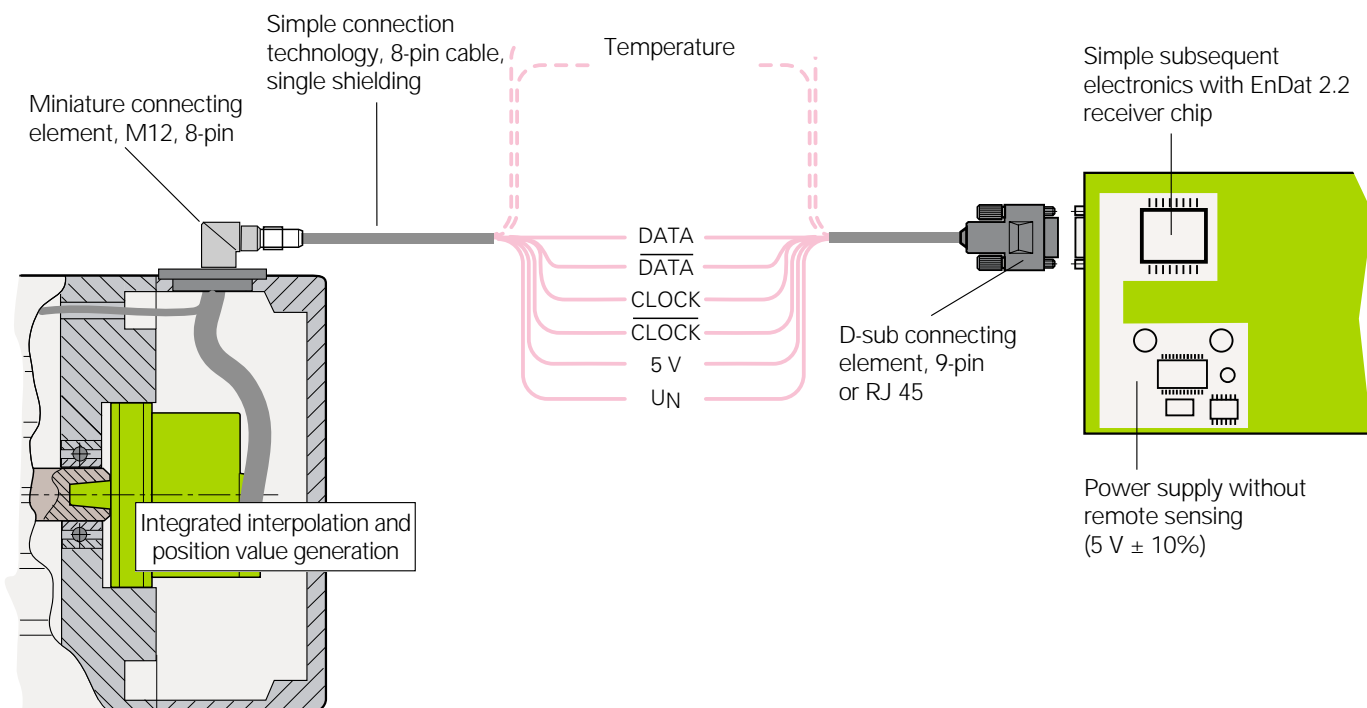 Simple connection
technology, 8-pin cable,
single shielding
Temperature
Simple subsequent
electronics with EnDat 2.2
receiver chip
Miniature connecting
element, M12, 8-pin
DATA
D̅A̅T̅A̅
CLOCK
C̅L̅O̅C̅K̅
5 V
UN
D-sub connecting
element, 9-pin
or RJ 45
Integrated interpolation and
position value generation
Power supply without
remote sensing
(5 V ± 10%)